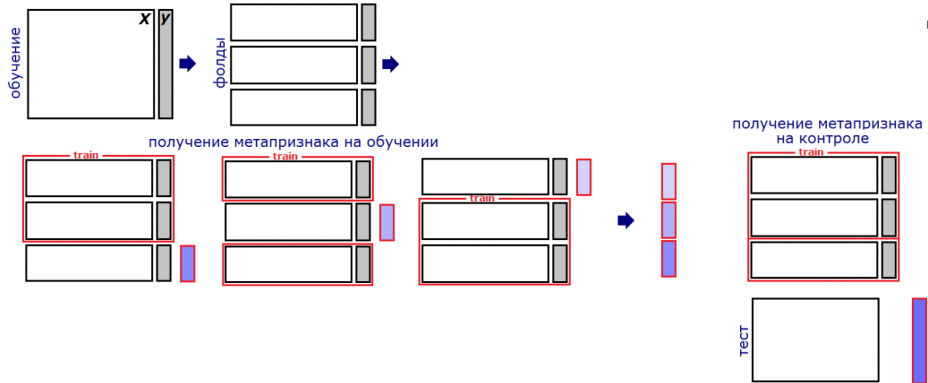 X y
обучение
фолды
получение метапризнака на обучении
train
train
train
получение метапризнака
на контроле
train
тест